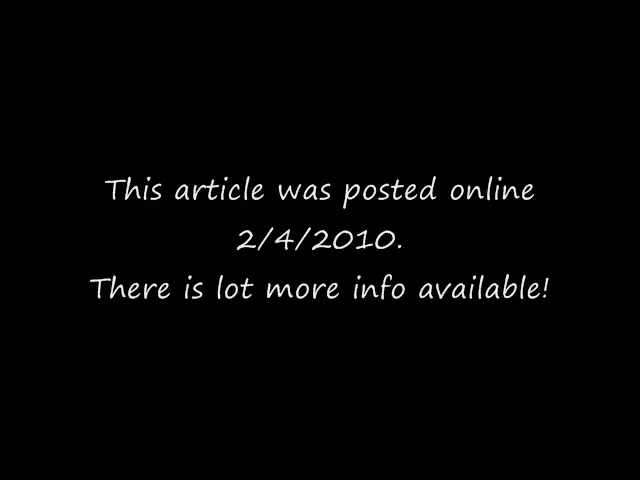 This article was posted online
2/4/2010.
There is lot more info available!